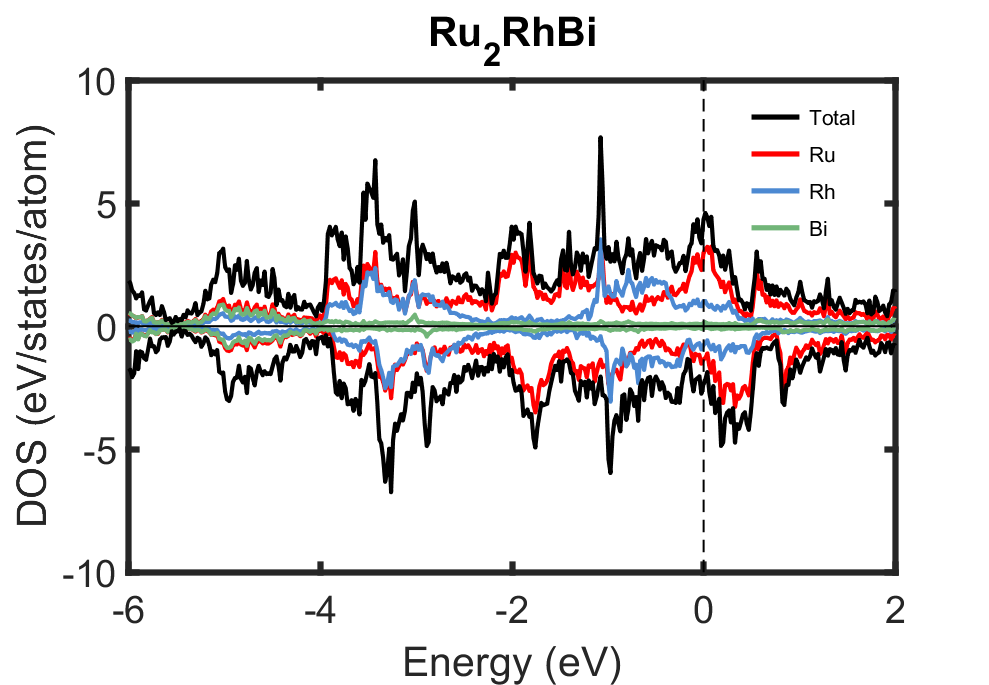 Ru2RhBi
10
5
0
-5
-10
DOS (eV/states/atom)
Total
Ru
Rh
Bi
-6 -4 -2 0 2
Energy (eV)